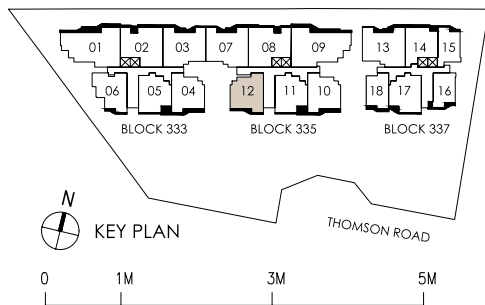 01 02 03 07 08 09 13 14 15
06 05 04 12 11 10 18 17 16
BLOCK 333 BLOCK 335 BLOCK 337
THOMSON ROAD
N
KEY PLAN
0 1M 3M 5M